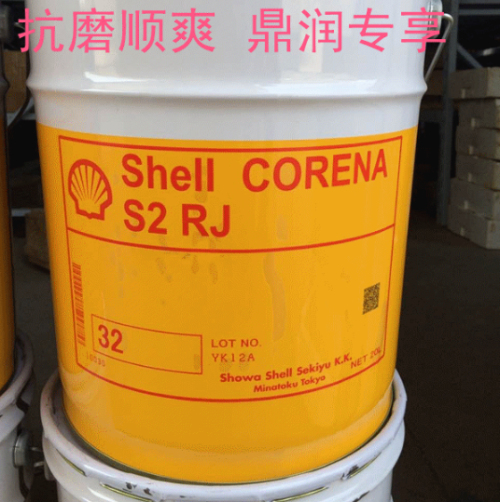 抗磨顺爽 鼎润专享
Shell CORENA
S2 RJ
32
LOT NO.
YK12A
Showa Shell Sekiyu K.K.
Minatoku Tokyo
NET 20L